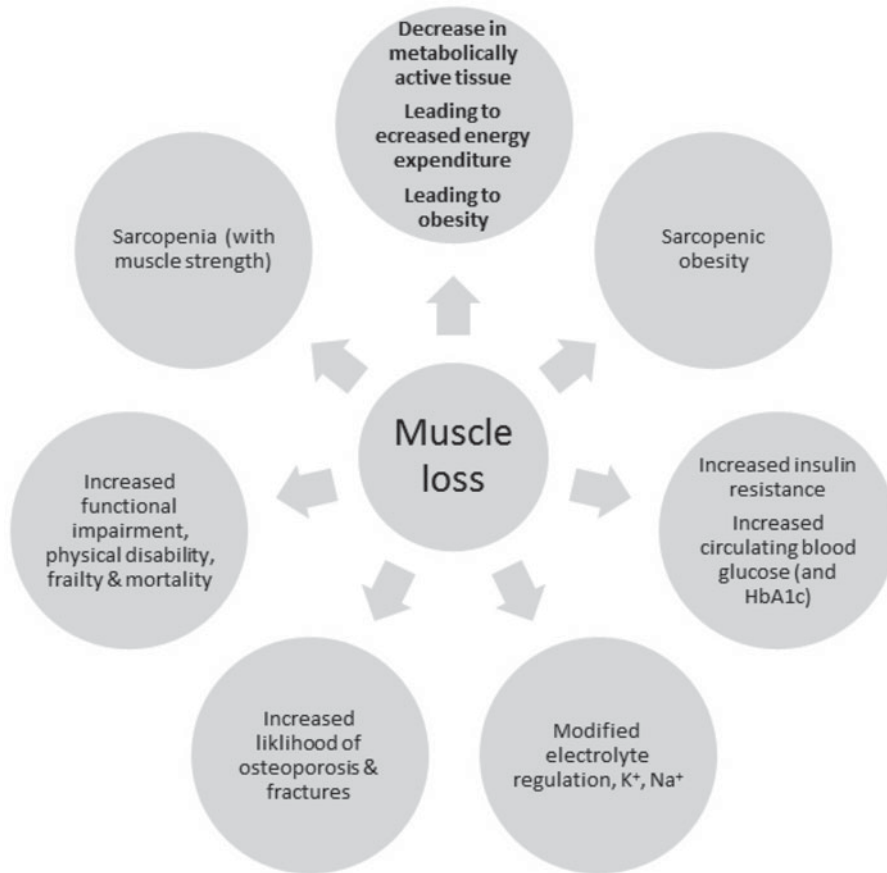 Decrease in
metabolically
active tissue
Leading to
ecreased energy
expenditure
Leading to
obesity
Sarcopenic
obesity
Increased insulin
resistance
Increased
circulating blood
glucose (and
HbA1c)
Modified
electrolyte
regulation, K⁺, Na⁺
Increased
liklihood of
osteoporosis &
fractures
Increased
functional
impairment,
physical disability,
frailty & mortality
Sarcopenia (with
muscle strength)
Muscle
loss